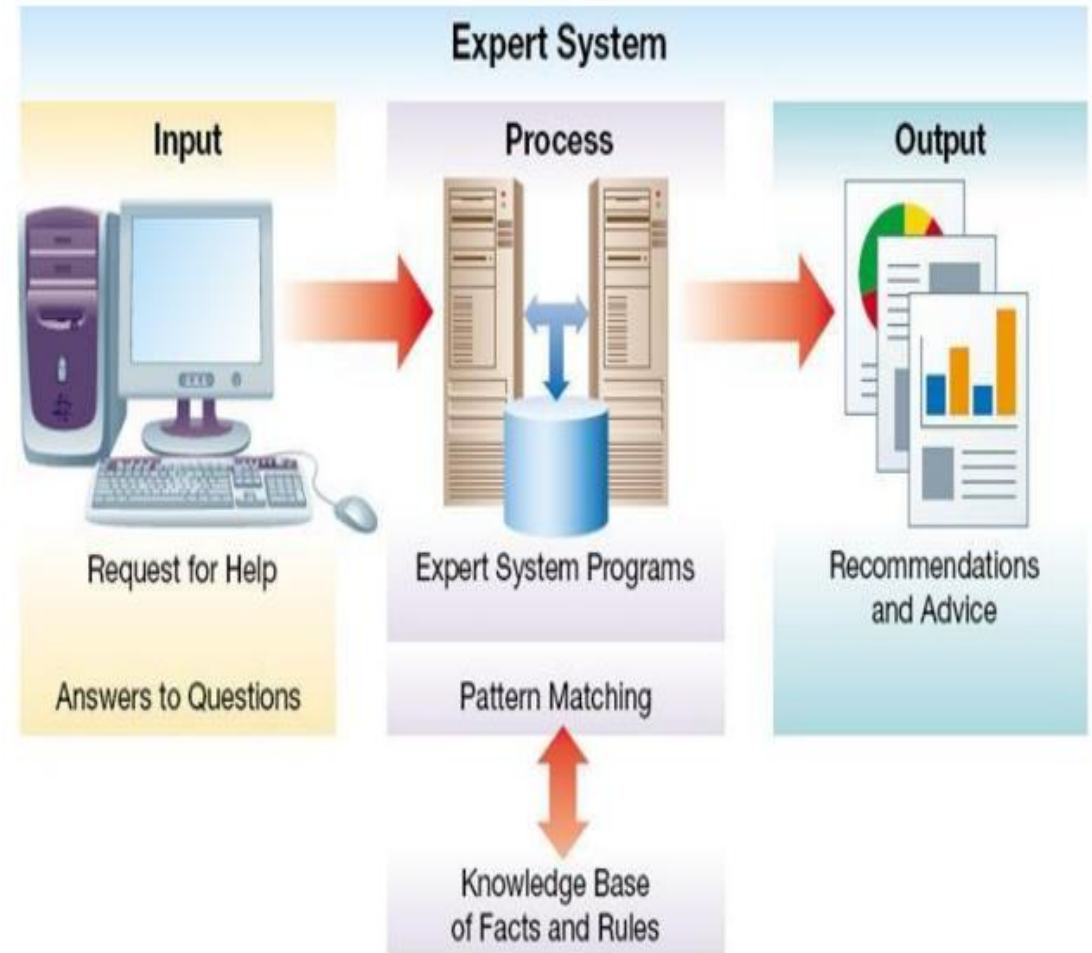 Expert System
Input
Request for Help
Answers to Questions
Process
Expert System Programs
Pattern Matching
Knowledge Base
of Facts and Rules
Output
Recommendations
and Advice